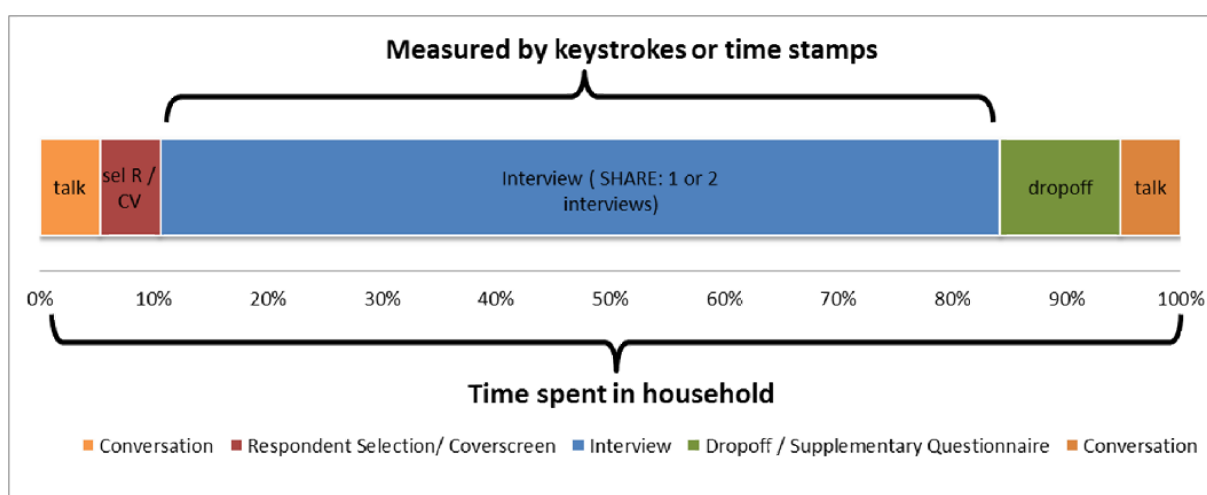 Measured by keystrokes or time stamps
talk
sel R /
CV
Interview ( SHARE: 1 or 2
interviews)
dropoff
talk
0% 10% 20% 30% 40% 50% 60% 70% 80% 90% 100%
Time spent in household
Conversation Respondent Selection/ Coverscreen Interview Dropoff / Supplementary Questionnaire Conversation